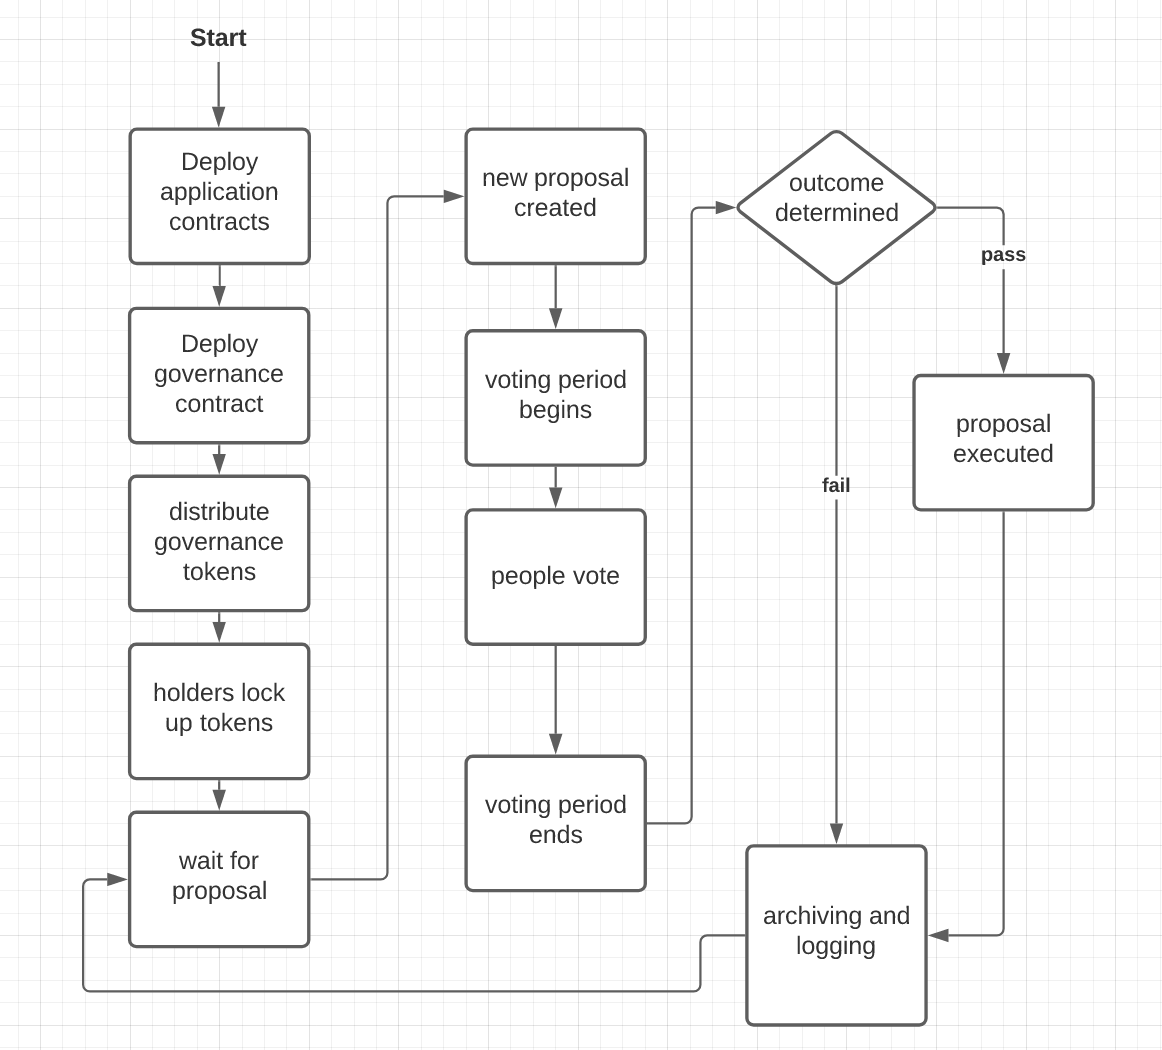 Start
Deploy
application
contracts
Deploy
governance
contract
distribute
governance
tokens
holders lock
up tokens
wait for
proposal
new proposal
created
voting period
begins
people vote
voting period
ends
outcome
determined
pass
fail
proposal
executed
archiving and
logging